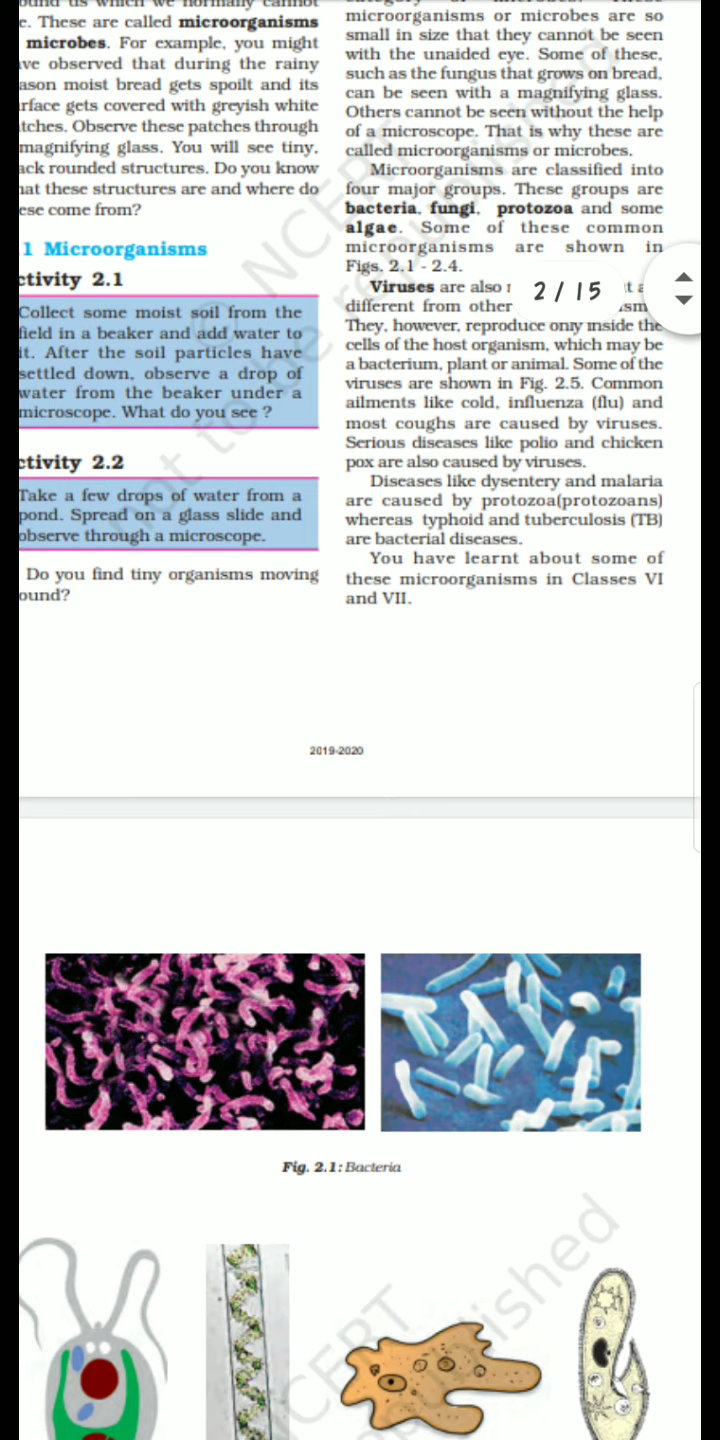 ound us which we normally cannot
e. These are called microorganisms
microbes. For example, you might
ve observed that during the rainy
ason moist bread gets spoilt and its
rface gets covered with greyish white
tches. Observe these patches through
magnifying glass. You will see tiny,
ack rounded structures. Do you know
hat these structures are and where do
ese come from?
1 Microorganisms
ctivity 2.1
Collect some moist soil from the
field in a beaker and add water to
it. After the soil particles have
settled down, observe a drop of
water from the beaker under a
microscope. What do you see ?
ctivity 2.2
Take a few drops of water from a
pond. Spread on a glass slide and
observe through a microscope.
Do you find tiny organisms moving
ound?
microorganisms or microbes are so
small in size that they cannot be seen
with the unaided eye. Some of these,
such as the fungus that grows on bread,
can be seen with a magnifying glass.
Others cannot be seen without the help
of a microscope. That is why these are
called microorganisms or microbes.
Microorganisms are classified into
four major groups. These groups are
bacteria, fungi, protozoa and some
algae. Some of these common
microorganisms are shown in
Figs. 2.1 - 2.4.
Viruses are also
different from other
They, however, reproduce only inside the
cells of the host organism, which may be
a bacterium, plant or animal. Some of the
viruses are shown in Fig. 2.5. Common
ailments like cold, influenza (flu) and
most coughs are caused by viruses.
Serious diseases like polio and chicken
pox are also caused by viruses.
Diseases like dysentery and malaria
are caused by protozoa(protozoans)
whereas typhoid and tuberculosis (TB)
are bacterial diseases.
You have learnt about some of
these microorganisms in Classes VI
and VII.
2 / 15
© NCERT
not to be republished
2019-2020
Fig. 2.1: Bacteria
NCERT
published